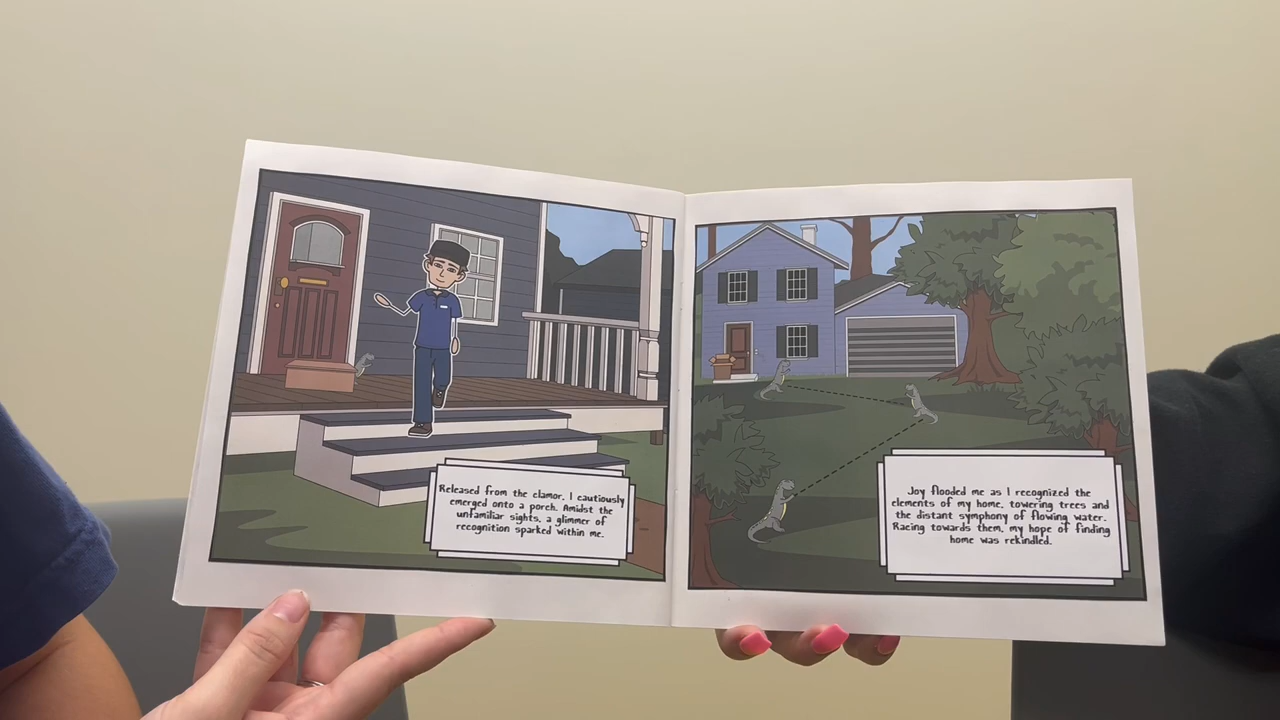 Released from the clamor, I cautiously
emerged onto a porch. Amidst the
unfamiliar sights, a glimmer of
recognition sparked within me.
Joy flooded me as I recognized the
elements of my home, towering trees and
the distant symphony of flowing water.
Racing towards them, my hope of finding
home was rekindled.